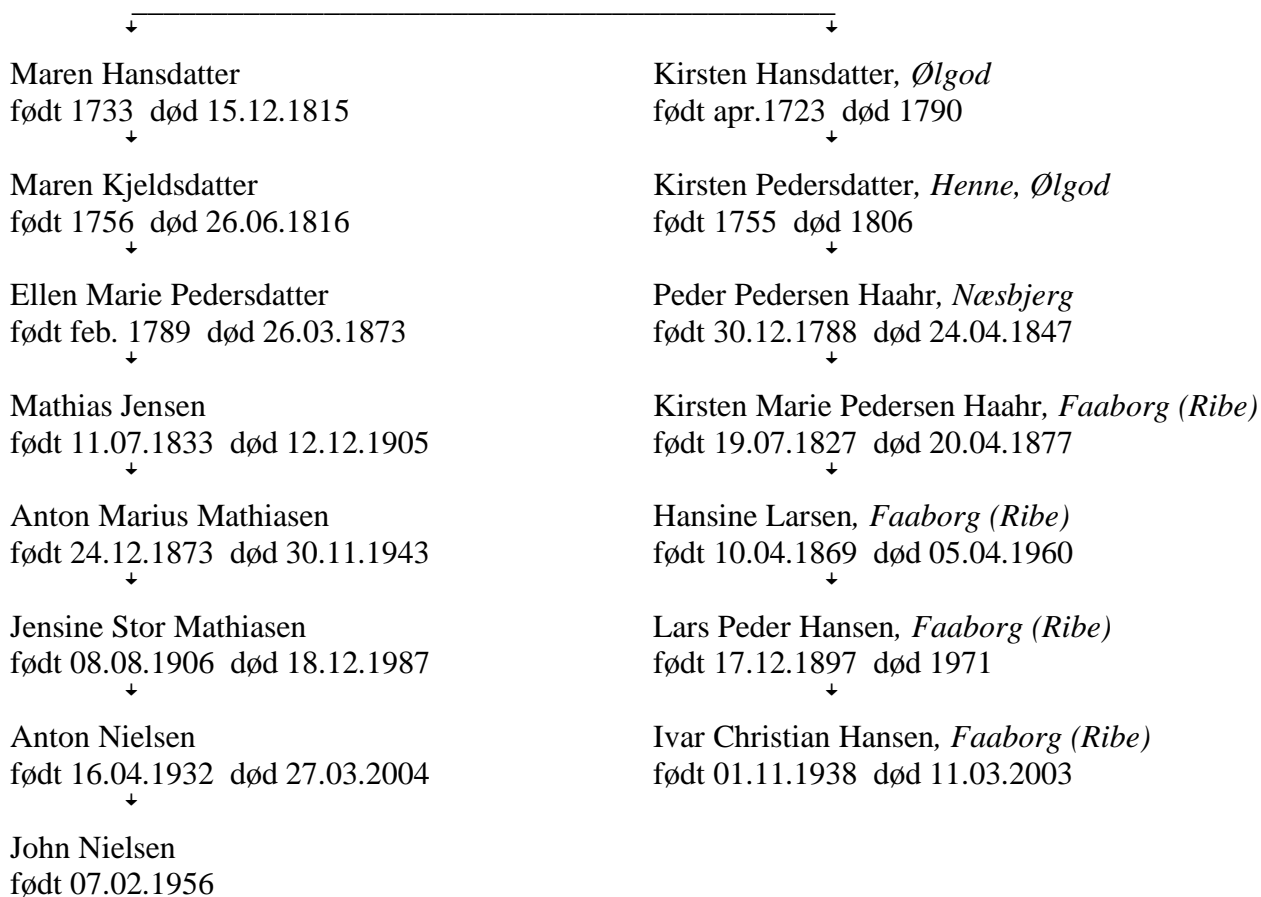 Maren Hansdatter
født 1733 død 15.12.1815
Maren Kjeldsdatter
født 1756 død 26.06.1816
Ellen Marie Pedersdatter
født feb. 1789 død 26.03.1873
Mathias Jensen
født 11.07.1833 død 12.12.1905
Anton Marius Mathiasen
født 24.12.1873 død 30.11.1943
Jensine Stor Mathiasen
født 08.08.1906 død 18.12.1987
Anton Nielsen
født 16.04.1932 død 27.03.2004
John Nielsen
født 07.02.1956
Kirsten Hansdatter, Ølgod
født apr.1723 død 1790
Kirsten Pedersdatter, Henne, Ølgod
født 1755 død 1806
Peder Pedersen Haahr, Næsbjerg
født 30.12.1788 død 24.04.1847
Kirsten Marie Pedersen Haahr, Faaborg (Ribe)
født 19.07.1827 død 20.04.1877
Hansine Larsen, Faaborg (Ribe)
født 10.04.1869 død 05.04.1960
Lars Peder Hansen, Faaborg (Ribe)
født 17.12.1897 død 1971
Ivar Christian Hansen, Faaborg (Ribe)
født 01.11.1938 død 11.03.2003